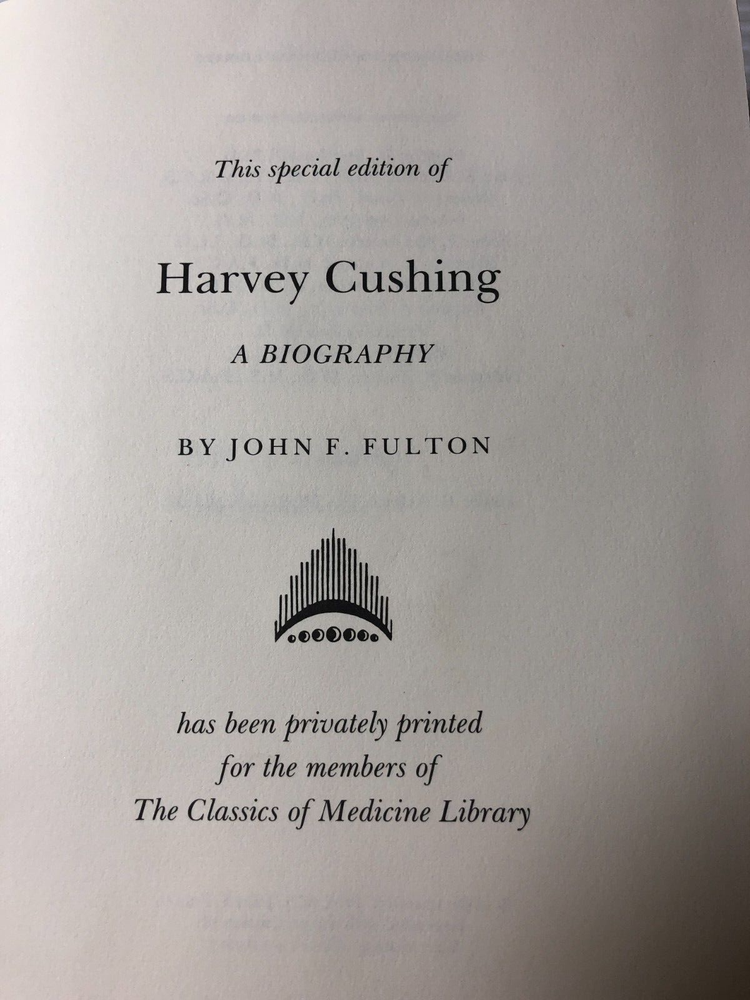 This special edition of
Harvey Cushing
A BIOGRAPHY
BY JOHN F. FULTON
has been privately printed
for the members of
The Classics of Medicine Library